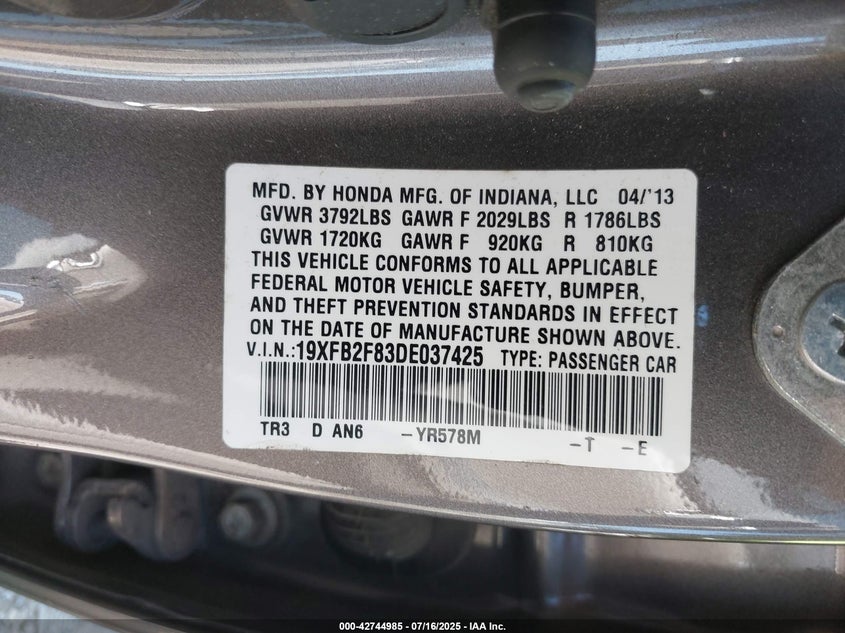 MFD. BY HONDA MFG. OF INDIANA, LLC 04/'13
GVWR 3792LBS GAWR F 2029LBS R 1786LBS
GVWR 1720KG GAWR F 920KG R 810KG
THIS VEHICLE CONFORMS TO ALL APPLICABLE
FEDERAL MOTOR VEHICLE SAFETY, BUMPER,
AND THEFT PREVENTION STANDARDS IN EFFECT
ON THE DATE OF MANUFACTURE SHOWN ABOVE.
V.I.N.:19XFB2F83DE037425 TYPE: PASSENGER CAR
TR3 D AN6 -YR578M -T -E
000-42744985 - 07/16/2025 - IAA Inc.